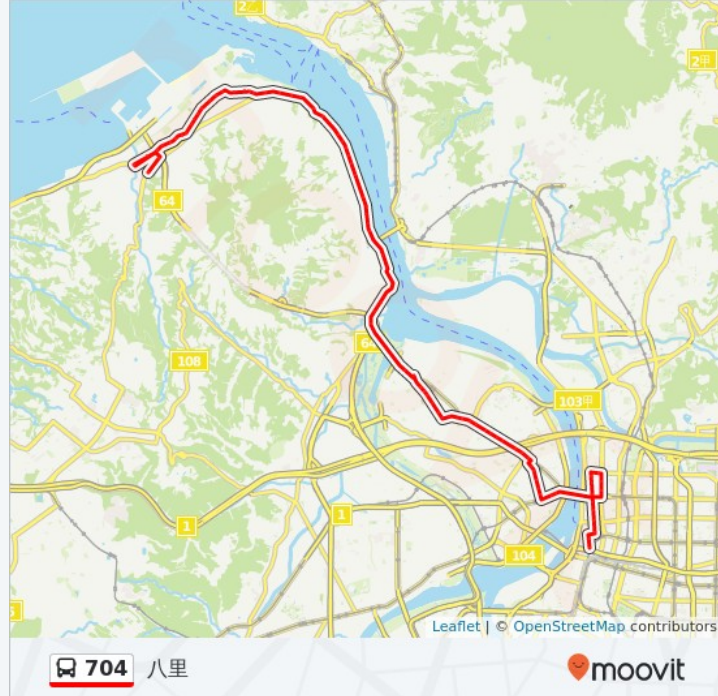 2乙
2甲
64
108
64
103甲
1
1
104
Leaflet | © OpenStreetMap contributors
704 八里
moovit